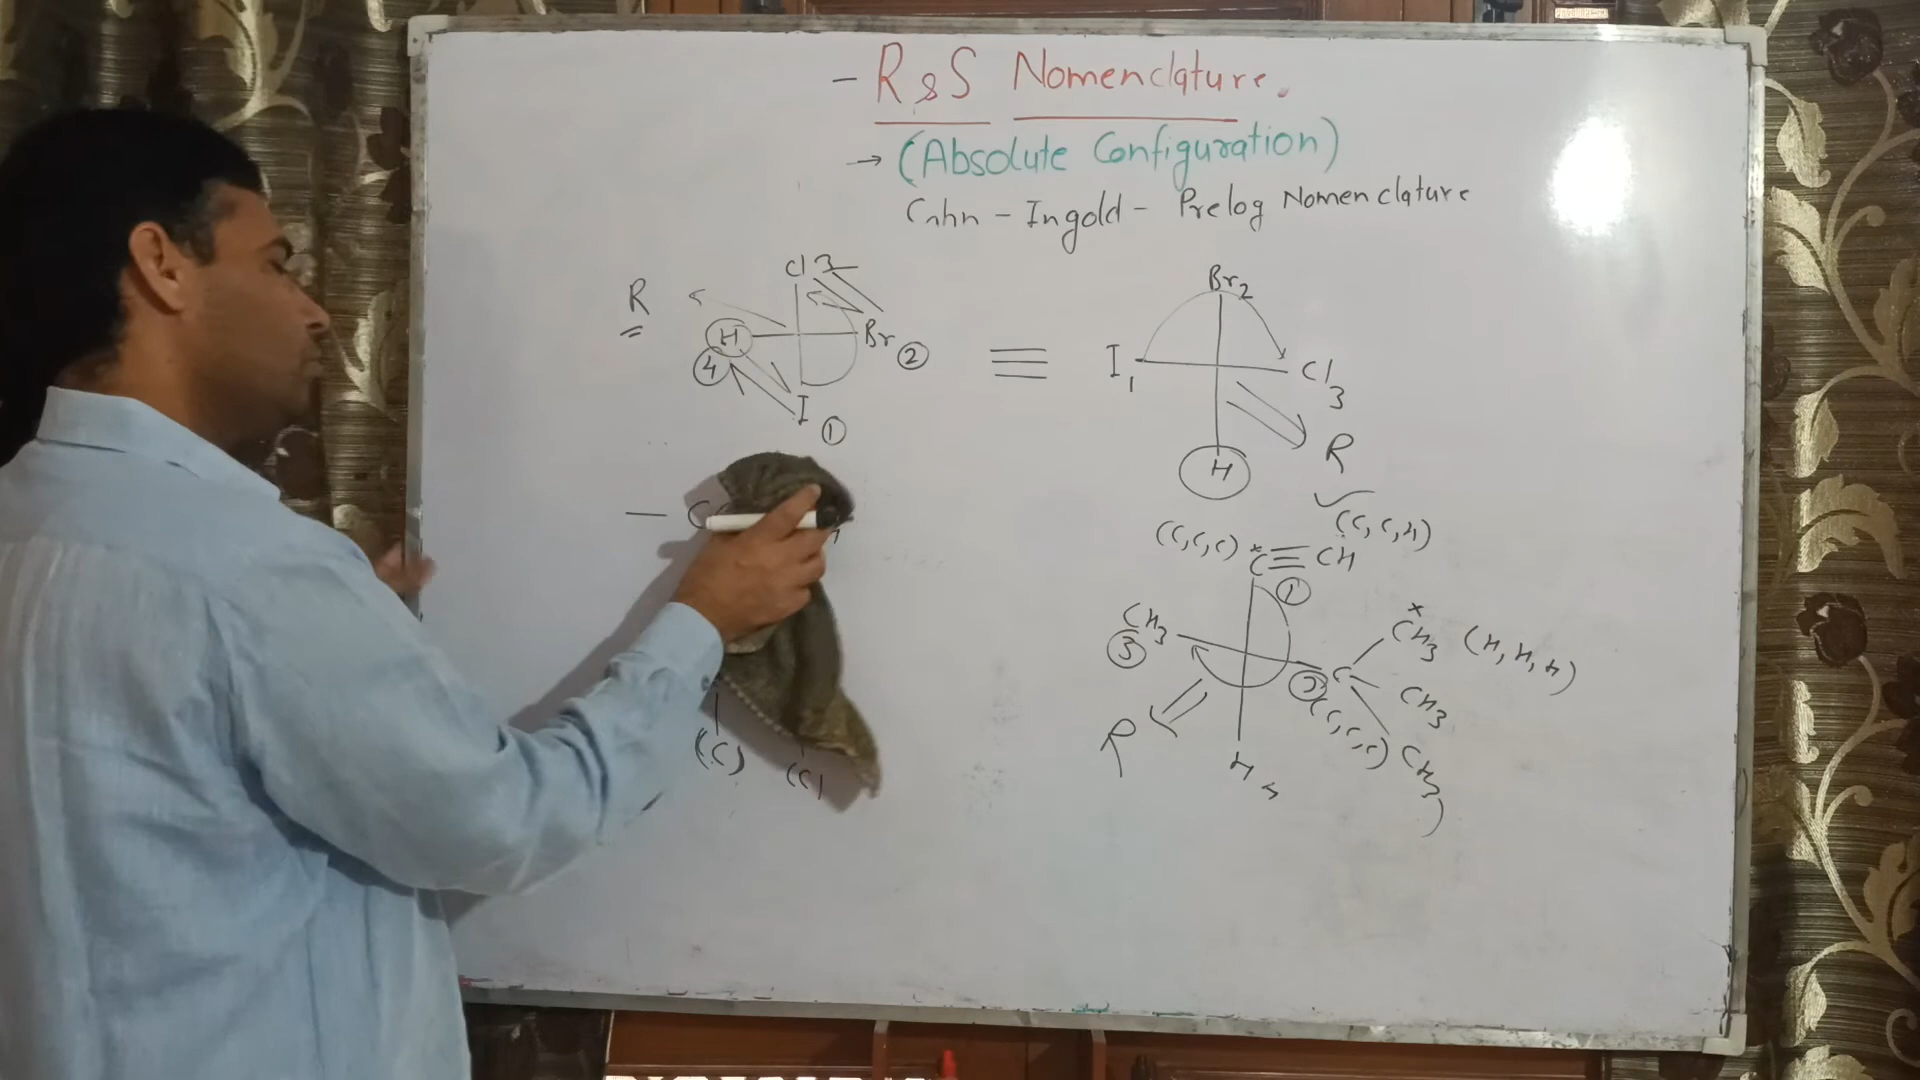 - R & S Nomenclature.
→ (Absolute Configuration)
Cahn - Ingold - Prelog Nomenclature
R
Cl 3
H
Br ②
④
I ①
≡
Br2
I1
Cl3
H
R
(C,C,C) *C≡CH (C,C,H)
①
CH3
③
②
C
*CH3 (H, H, H)
CH3
(C,C,C)
CH3
R
H 4
— C
(C) (C)